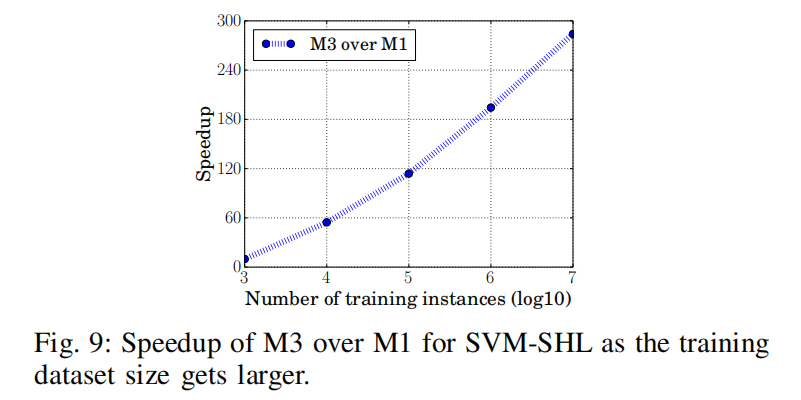 300
M3 over M1
240
180
Speedup
120
60
0
3 4 5 6 7
Number of training instances (log10)
Fig. 9: Speedup of M3 over M1 for SVM-SHL as the training
dataset size gets larger.